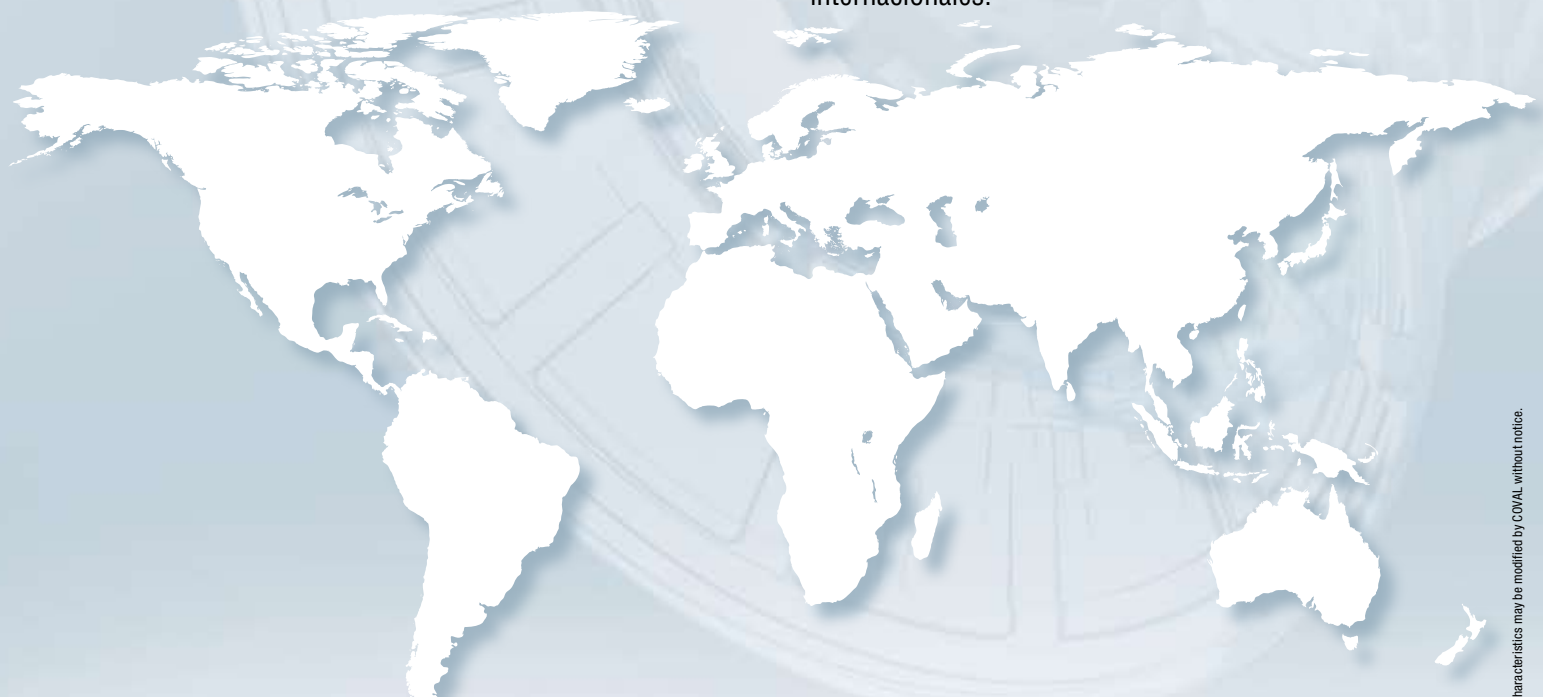 internacionales.
haracteristics may be modified by COVAL without notice.